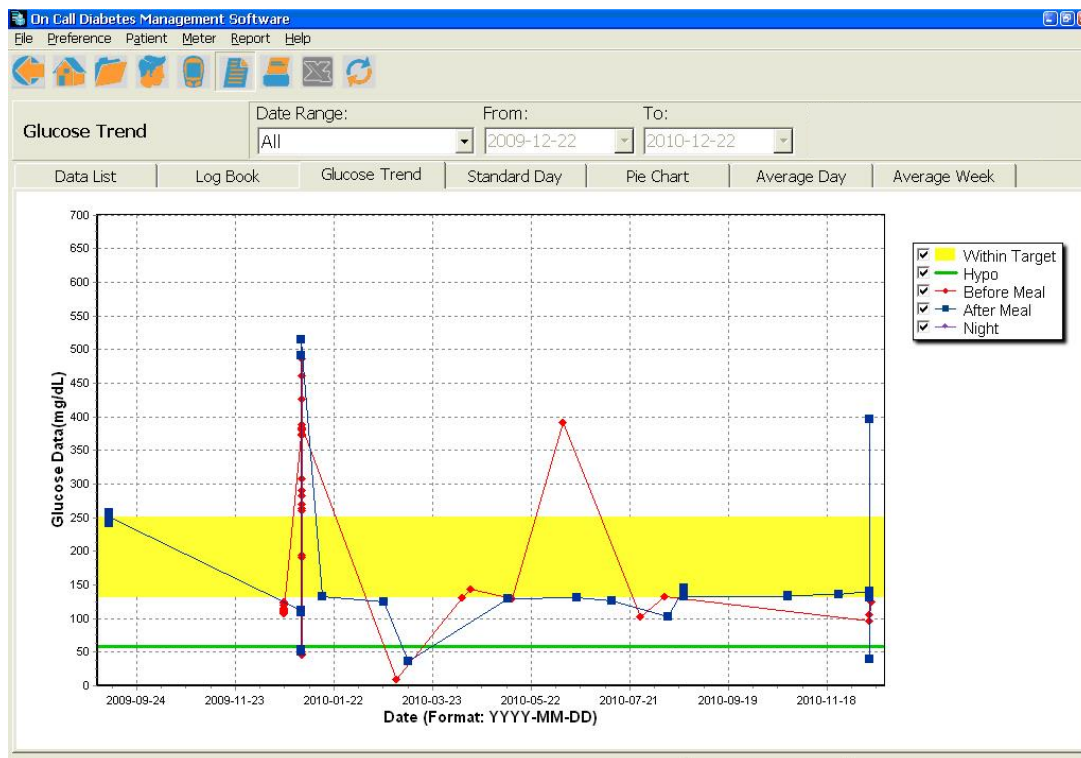 On Call Diabetes Management Software
File Preference Patient Meter Report Help
Glucose Trend
Date Range: From: To:
All 2009-12-22 2010-12-22
Data List Log Book Glucose Trend Standard Day Pie Chart Average Day Average Week
700
650
600
550
500
450
400
350
300
250
200
150
100
50
0
Glucose Data(mg/dL)
2009-09-24 2009-11-23 2010-01-22 2010-03-23 2010-05-22 2010-07-21 2010-09-19 2010-11-18
Date (Format: YYYY-MM-DD)
Within Target
Hypo
Before Meal
After Meal
Night